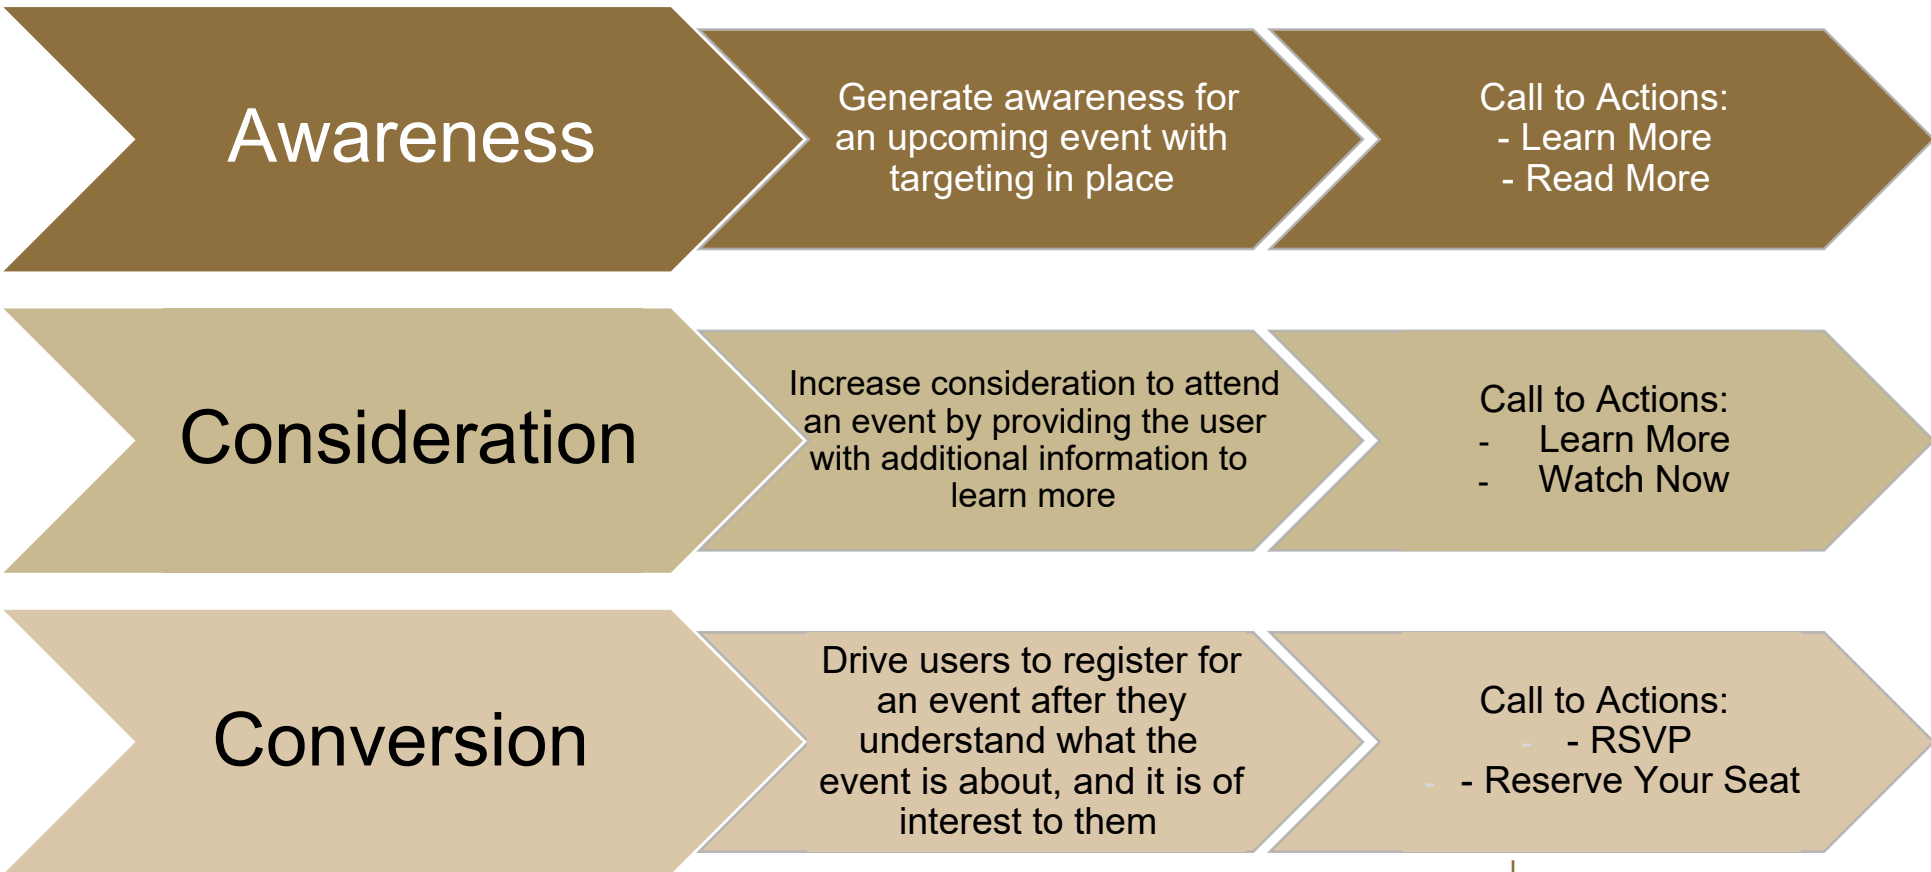 Awareness
Generate awareness for
an upcoming event with
targeting in place
Call to Actions:
- Learn More
- Read More
Consideration
Increase consideration to attend
an event by providing the user
with additional information to
learn more
Call to Actions:
- Learn More
- Watch Now
Conversion
Drive users to register for
an event after they
understand what the
event is about, and it is of
interest to them
Call to Actions:
- - RSVP
- - Reserve Your Seat